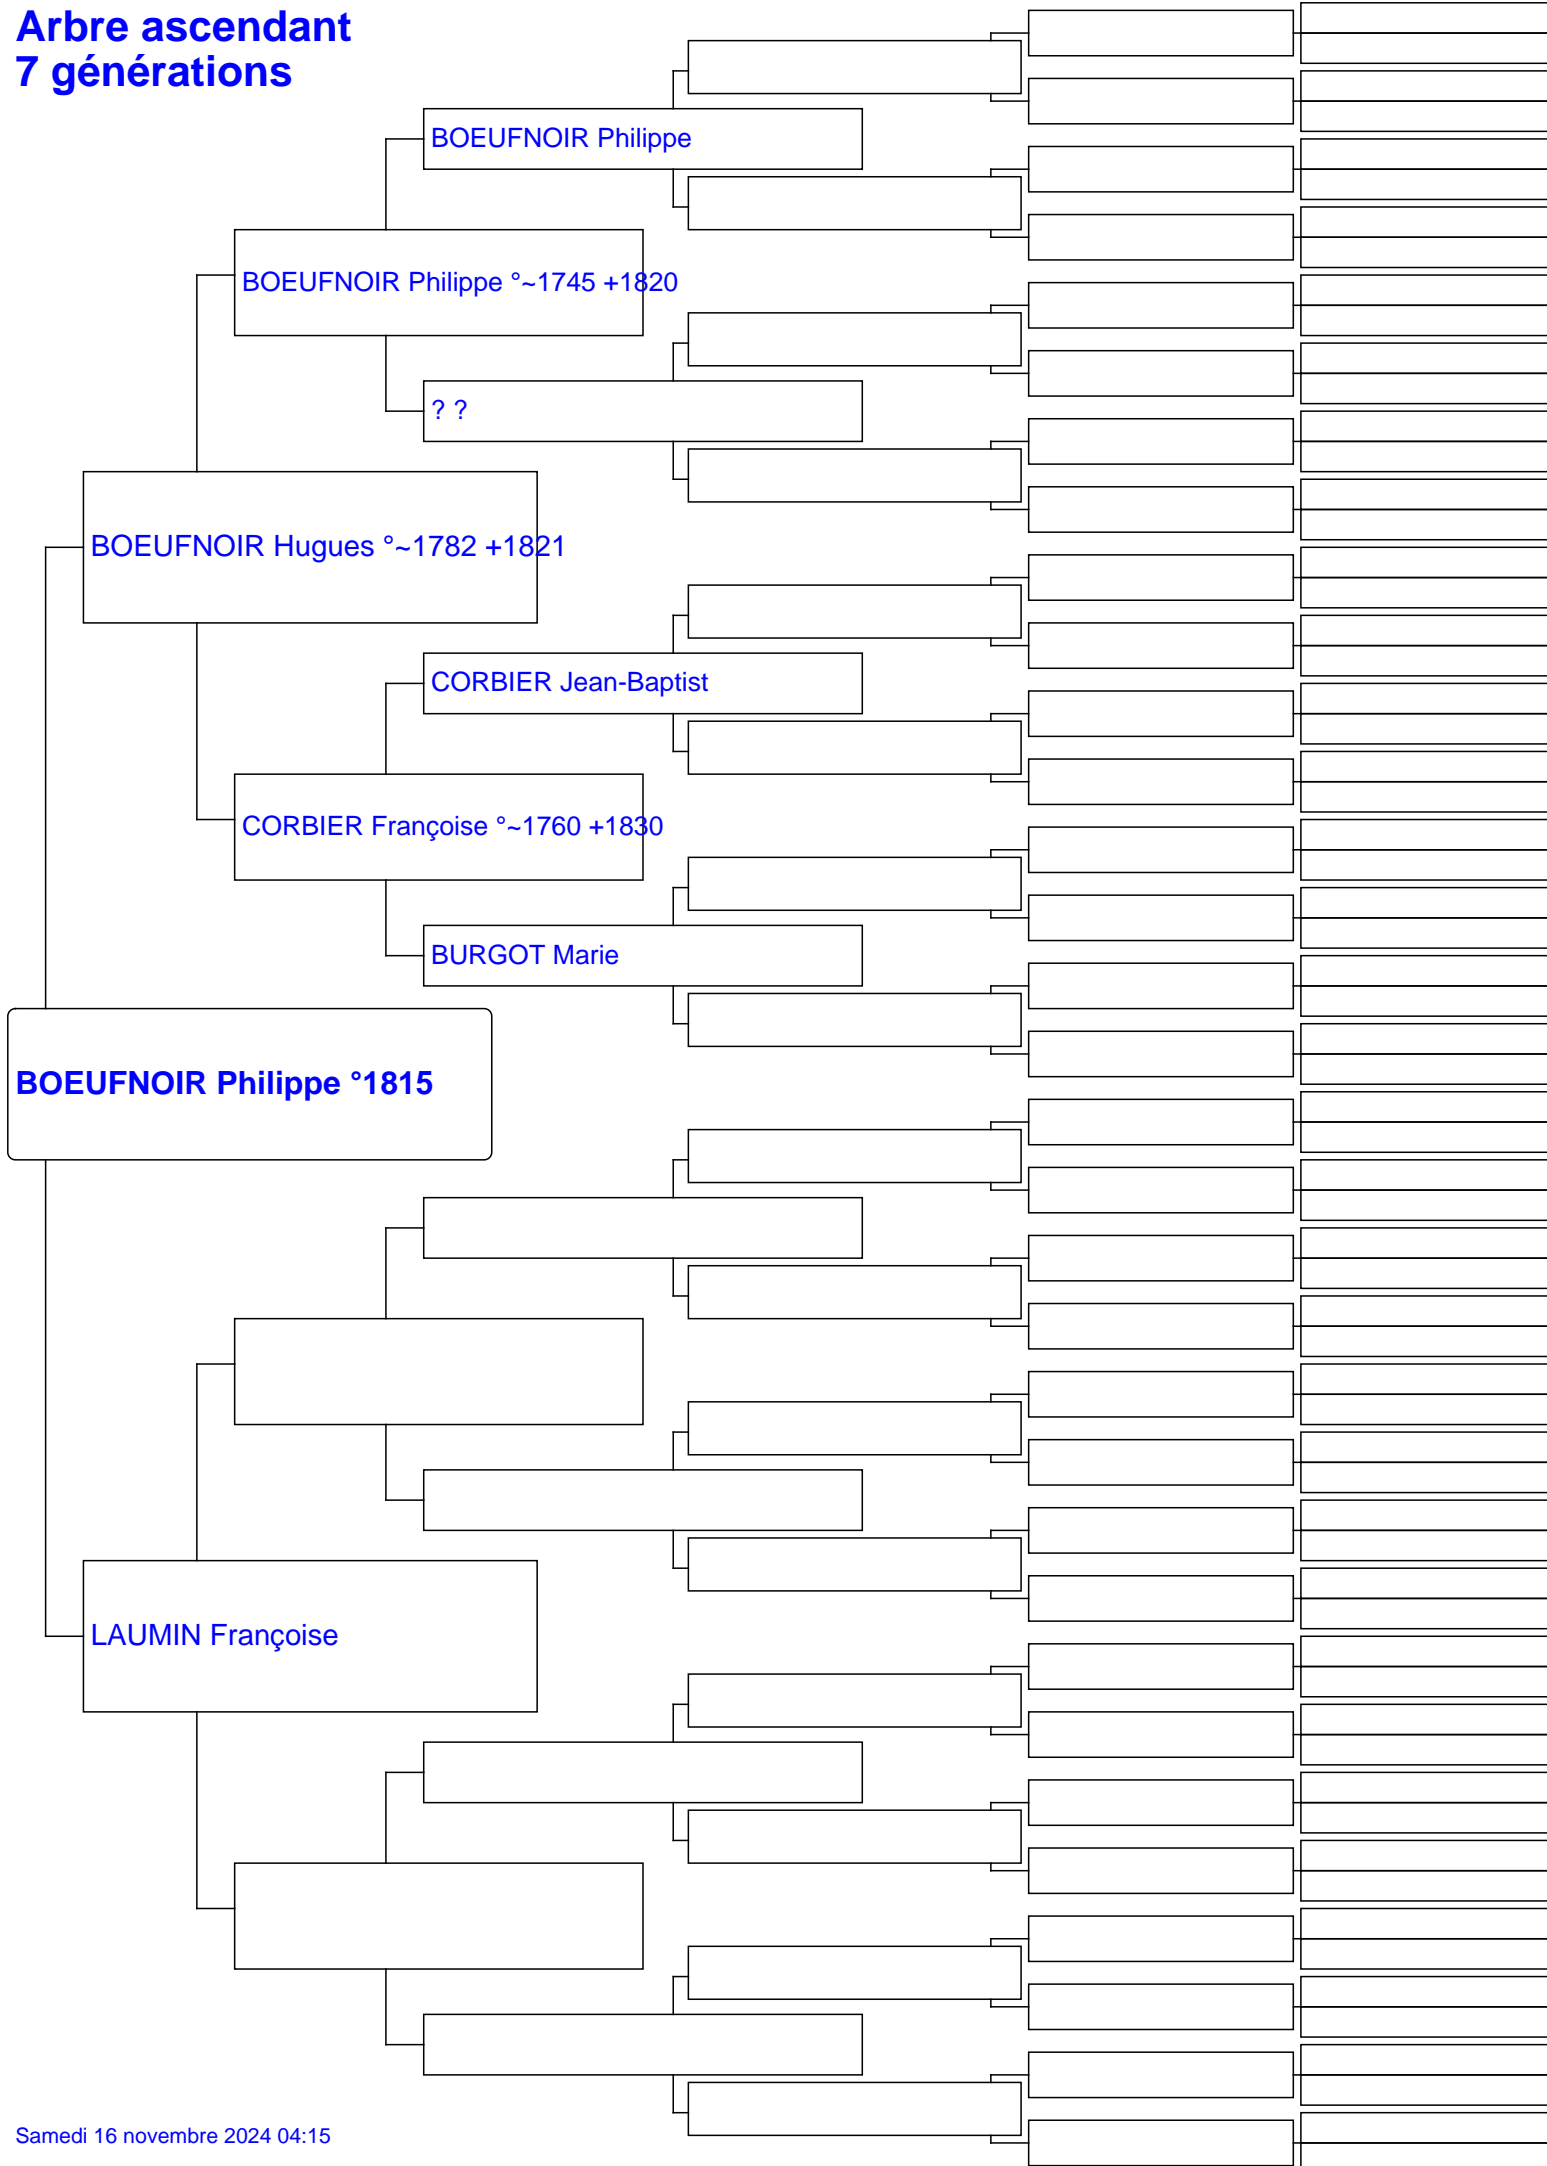 Arbre ascendant
7 générations
BOEUFNOIR Philippe
BOEUFNOIR Philippe °~1745 +1820
? ?
BOEUFNOIR Hugues °~1782 +1821
CORBIER Jean-Baptist
CORBIER Françoise °~1760 +1830
BURGOT Marie
BOEUFNOIR Philippe °1815
LAUMIN Françoise
Samedi 16 novembre 2024 04:15